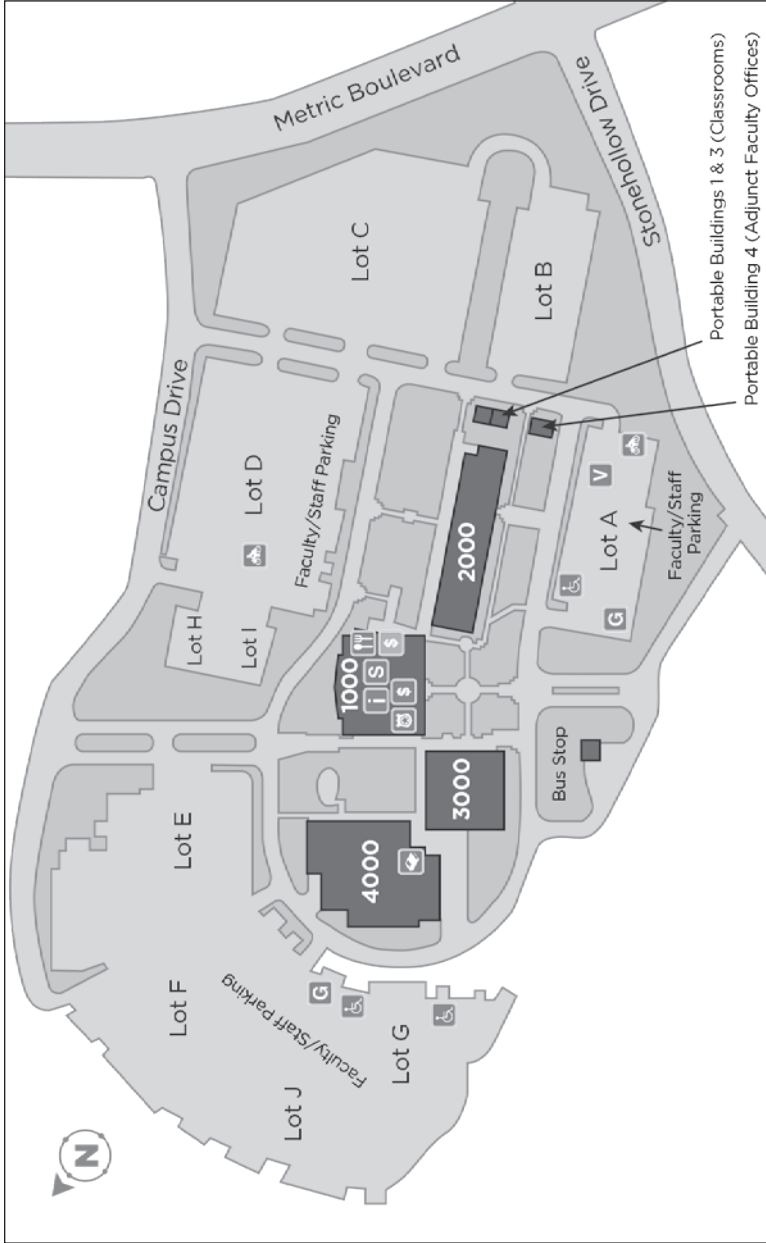 Metric Boulevard
Stonehollow Drive
Portable Buildings 1 & 3 (Classrooms)
Portable Building 4 (Adjunct Faculty Offices)
Campus Drive
Lot C
Lot B
Lot D
Faculty/Staff Parking
Lot H
Lot I
2000
Lot A
V
G
Faculty/Staff
Parking
1000
i
S
$
$
3000
Bus Stop
4000
Lot E
Lot F
Faculty/Staff Parking
G
Lot G
Lot J
N